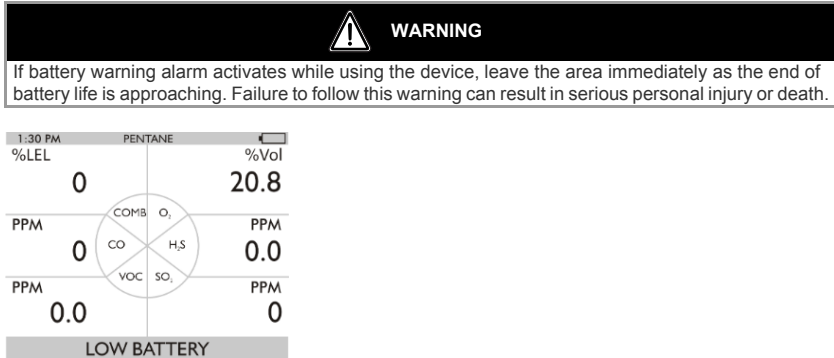 WARNING
If battery warning alarm activates while using the device, leave the area immediately as the end of
battery life is approaching. Failure to follow this warning can result in serious personal injury or death.
1:30 PM PENTANE
%LEL %Vol
0 20.8
COMB O₂
PPM PPM
0 CO H₂S 0.0
VOC SO₂
PPM PPM
0.0 0
LOW BATTERY